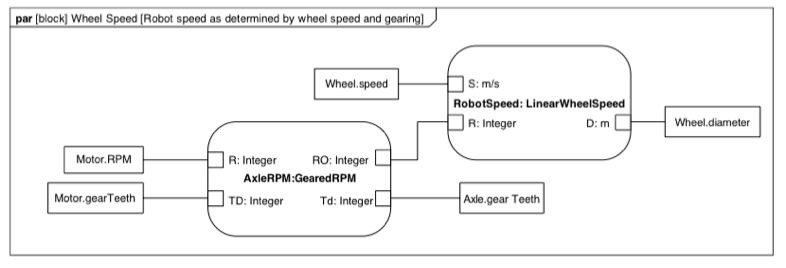 par [block] Wheel Speed [Robot speed as determined by wheel speed and gearing]
Wheel.speed
S: m/s
RobotSpeed: LinearWheelSpeed
R: Integer
D: m
Wheel.diameter
Motor.RPM
R: Integer
RO: Integer
AxleRPM:GearedRPM
Motor.gearTeeth
TD: Integer
Td: Integer
Axle.gear Teeth